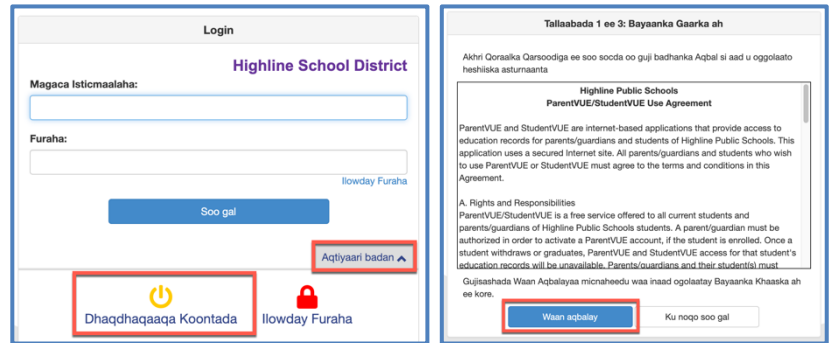 Login
Highline School District
Magaca Isticmaalaha:
Furaha:
Ilowday Furaha
Soo gal
Aqtiyaari badan
Dhaqdhaqaaqa Koontada
Ilowday Furaha
Tallaabada 1 ee 3: Bayaanka Gaarka ah
Akhri Qoraalka Qarsoodiga ee soo socda oo guji badhanka Aqbal si aad u oggolaato
heshiiska asturnaanta
Highline Public Schools
ParentVUE/StudentVUE Use Agreement
ParentVUE and StudentVUE are internet-based applications that provide access to
education records for parents/guardians and students of Highline Public Schools. This
application uses a secured Internet site. All parents/guardians and students who wish
to use ParentVUE or StudentVUE must agree to the terms and conditions in this
Agreement.
A. Rights and Responsibilities
ParentVUE/StudentVUE is a free service offered to all current students and
parents/guardians of Highline Public Schools students. A parent/guardian must be
authorized in order to activate a ParentVUE account, if the student is enrolled. Once a
student withdraws or graduates, ParentVUE and StudentVUE access for that student's
education records will be unavailable. Parents/guardians and their student(s) must
Gujisashada Waan Aqbalayaa micnaheedu waa inaad ogolaatay Bayaanka Khaaska ah
ee kore.
Waan aqbalay
Ku noqo soo gal